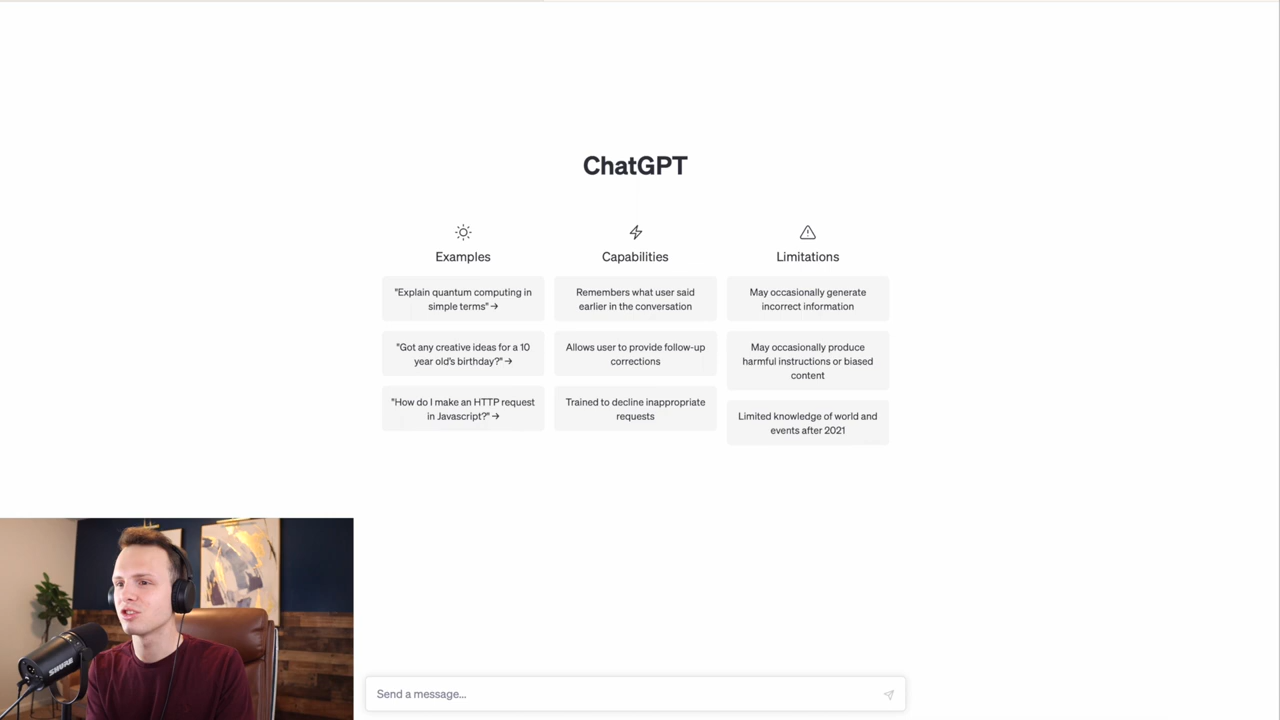 ChatGPT
Examples
"Explain quantum computing in
simple terms" →
"Got any creative ideas for a 10
year old's birthday?" →
"How do I make an HTTP request
in Javascript?" →
Capabilities
Remembers what user said
earlier in the conversation
Allows user to provide follow-up
corrections
Trained to decline inappropriate
requests
Limitations
May occasionally generate
incorrect information
May occasionally produce
harmful instructions or biased
content
Limited knowledge of world and
events after 2021
SHURE
Send a message...